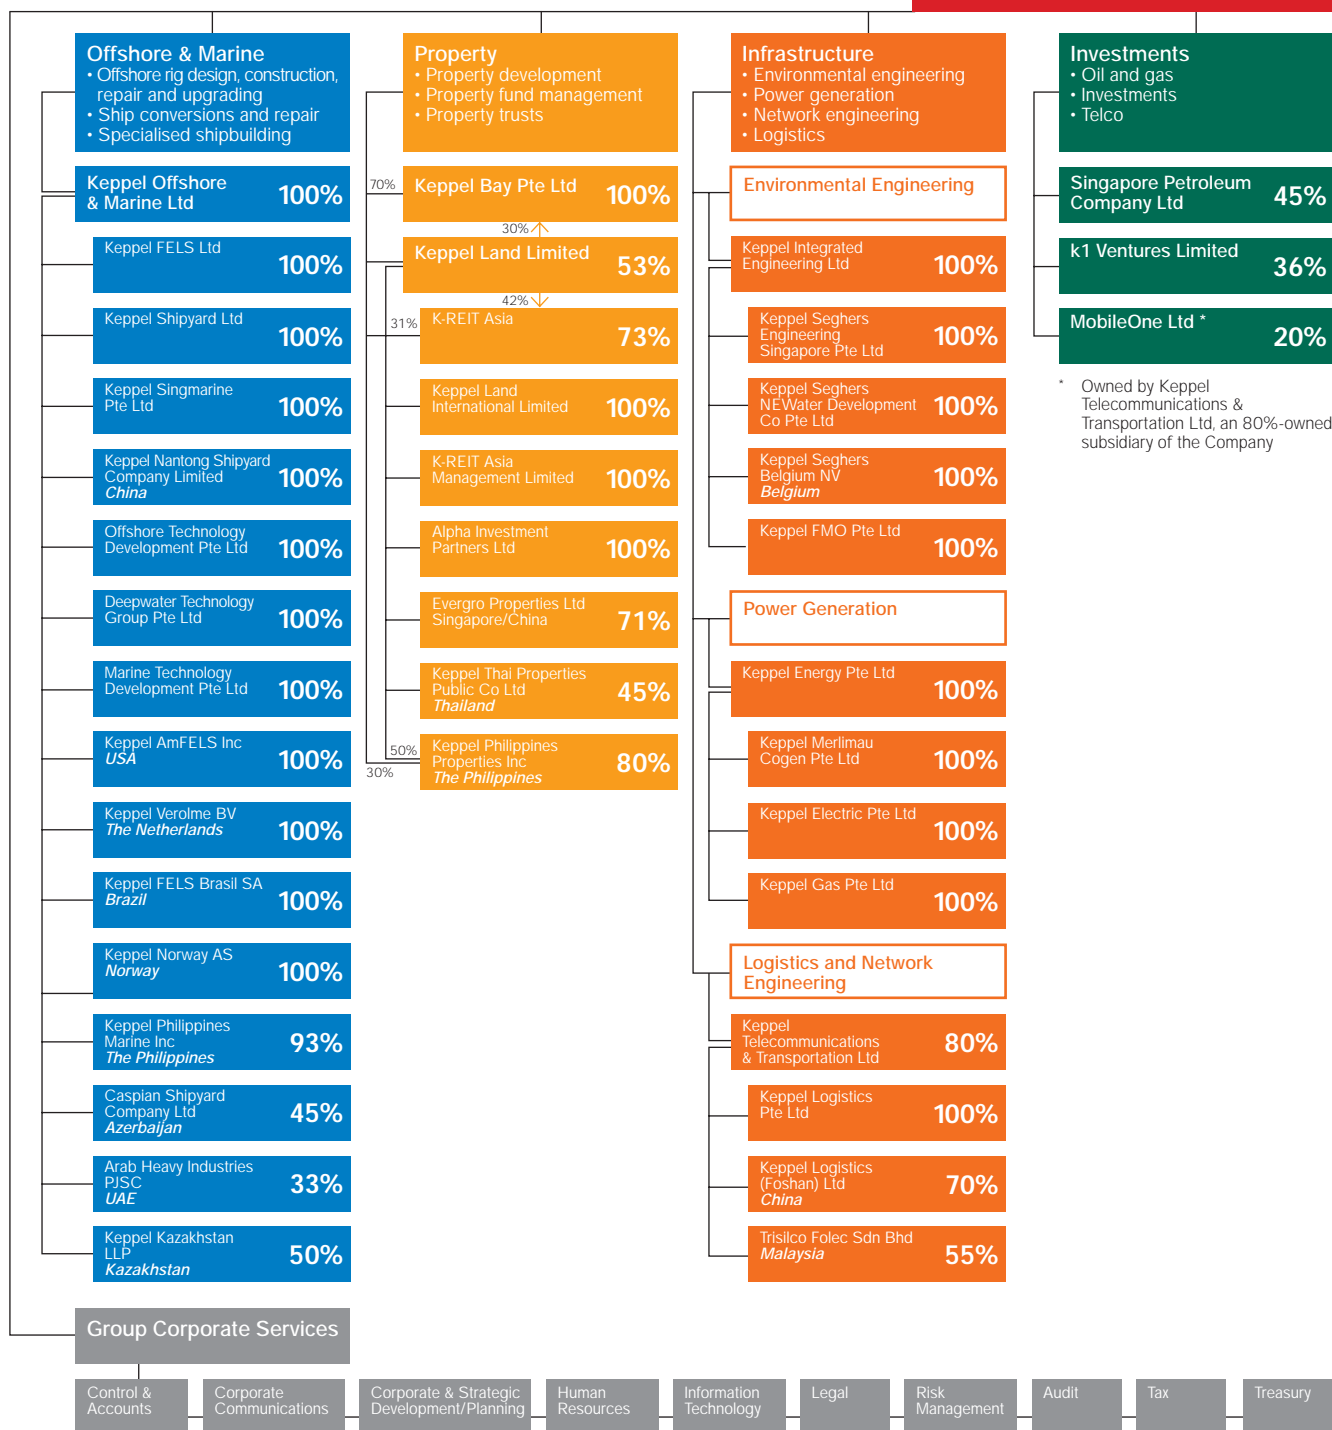 Offshore & Marine
• Offshore rig design, construction,
repair and upgrading
• Ship conversions and repair
• Specialised shipbuilding
Keppel Offshore
& Marine Ltd
100%
Keppel FELS Ltd
100%
Keppel Shipyard Ltd
100%
Keppel Singmarine
Pte Ltd
100%
Keppel Nantong Shipyard
Company Limited
China
100%
Offshore Technology
Development Pte Ltd
100%
Deepwater Technology
Group Pte Ltd
100%
Marine Technology
Development Pte Ltd
100%
Keppel AmFELS Inc
USA
100%
Keppel Verolme BV
The Netherlands
100%
Keppel FELS Brasil SA
Brazil
100%
Keppel Norway AS
Norway
100%
Keppel Philippines
Marine Inc
The Philippines
93%
Caspian Shipyard
Company Ltd
Azerbaijan
45%
Arab Heavy Industries
PJSC
UAE
33%
Keppel Kazakhstan
LLP
Kazakhstan
50%
Property
• Property development
• Property fund management
• Property trusts
70%
Keppel Bay Pte Ltd
100%
30%
Keppel Land Limited
53%
42%
31%
K-REIT Asia
73%
Keppel Land
International Limited
100%
K-REIT Asia
Management Limited
100%
Alpha Investment
Partners Ltd
100%
Evergro Properties Ltd
Singapore/China
71%
Keppel Thai Properties
Public Co Ltd
Thailand
45%
50%
30%
Keppel Philippines
Properties Inc
The Philippines
80%
Infrastructure
• Environmental engineering
• Power generation
• Network engineering
• Logistics
Environmental Engineering
Keppel Integrated
Engineering Ltd
100%
Keppel Seghers
Engineering
Singapore Pte Ltd
100%
Keppel Seghers
NEWater Development
Co Pte Ltd
100%
Keppel Seghers
Belgium NV
Belgium
100%
Keppel FMO Pte Ltd
100%
Power Generation
Keppel Energy Pte Ltd
100%
Keppel Merlimau
Cogen Pte Ltd
100%
Keppel Electric Pte Ltd
100%
Keppel Gas Pte Ltd
100%
Logistics and Network
Engineering
Keppel
Telecommunications
& Transportation Ltd
80%
Keppel Logistics
Pte Ltd
100%
Keppel Logistics
(Foshan) Ltd
China
70%
Trisilco Folec Sdn Bhd
Malaysia
55%
Investments
• Oil and gas
• Investments
• Telco
Singapore Petroleum
Company Ltd
45%
k1 Ventures Limited
36%
MobileOne Ltd *
20%
* Owned by Keppel
Telecommunications &
Transportation Ltd, an 80%-owned
subsidiary of the Company
Group Corporate Services
Control &
Accounts
Corporate
Communications
Corporate & Strategic
Development/Planning
Human
Resources
Information
Technology
Legal
Risk
Management
Audit
Tax
Treasury